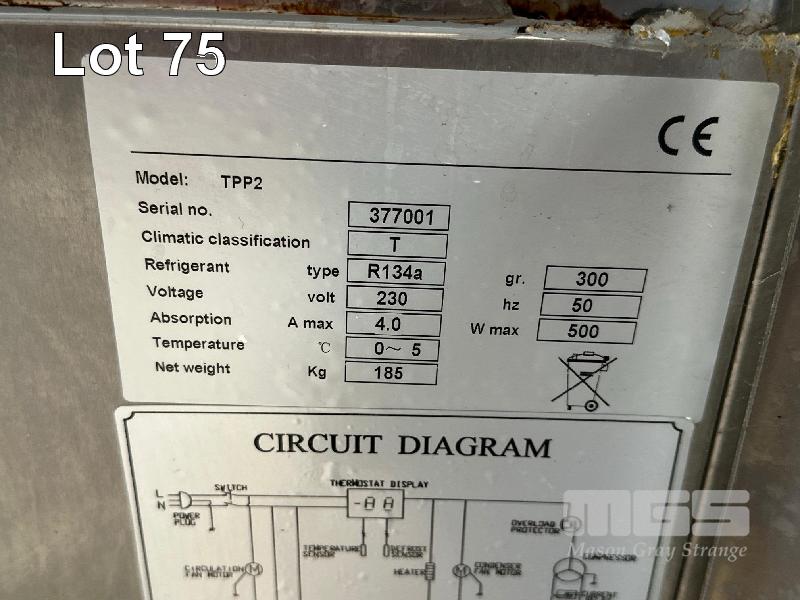 Lot 75
CE
Model: TPP2
Serial no. 377001
Climatic classification T
Refrigerant type R134a gr. 300
Voltage volt 230 hz 50
Absorption A max 4.0 W max 500
Temperature °C 0~ 5
Net weight Kg 185
CIRCUIT DIAGRAM
SWITCH
THERMOSTAT DISPLAY
L
N
-A A
POWER
PLUG
OVERLOAD
PROTECTOR
TEMPERATURE
SENSOR
DEFROST
SENSOR
COMPRESSOR
CIRCULATION
FAN MOTOR
HEATER
CONDENSER
FAN MOTOR
MGS
Mason Gray Strange